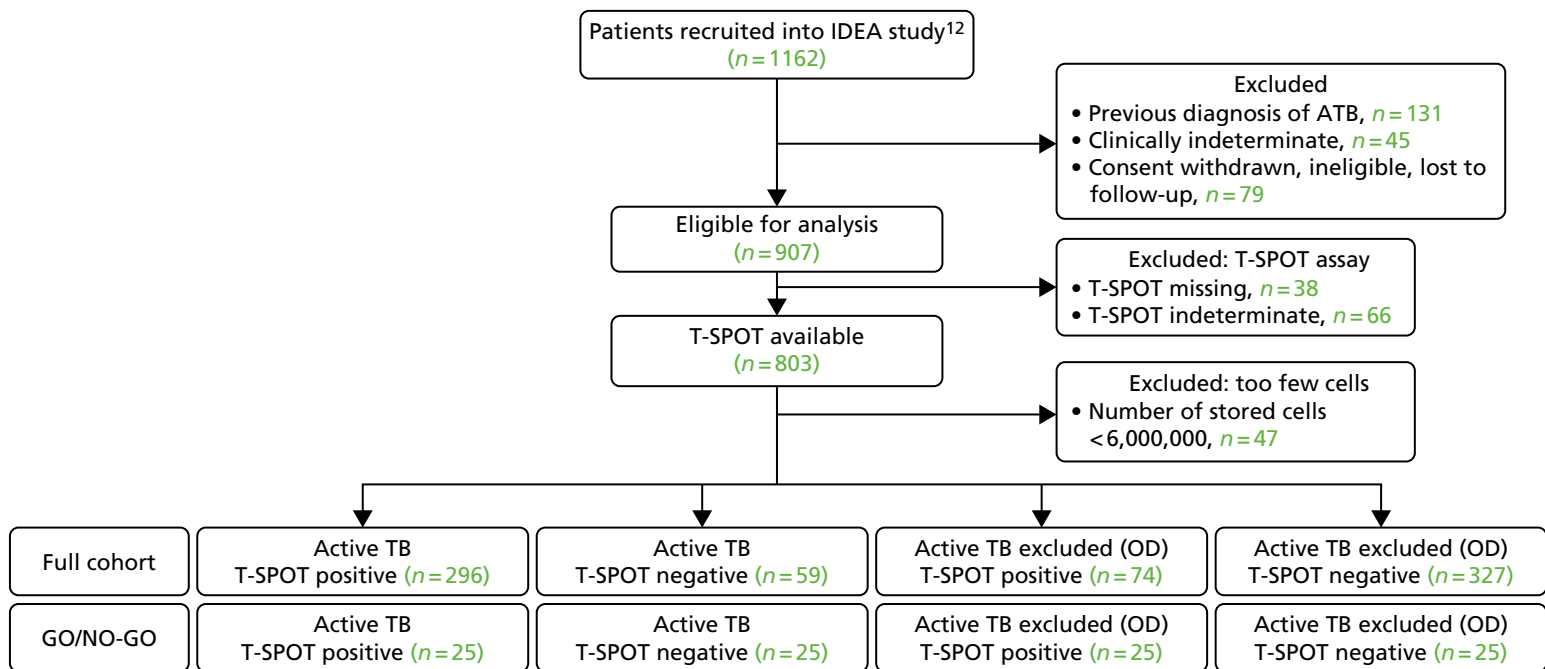 Patients recruited into IDEA study¹²
(n=1162)
Excluded
• Previous diagnosis of ATB, n=131
• Clinically indeterminate, n=45
• Consent withdrawn, ineligible, lost to
follow-up, n=79
Eligible for analysis
(n=907)
Excluded: T-SPOT assay
• T-SPOT missing, n=38
• T-SPOT indeterminate, n=66
T-SPOT available
(n=803)
Excluded: too few cells
• Number of stored cells
<6,000,000, n=47
Full cohort
Active TB
T-SPOT positive (n=296)
Active TB
T-SPOT negative (n=59)
Active TB excluded (OD)
T-SPOT positive (n=74)
Active TB excluded (OD)
T-SPOT negative (n=327)
GO/NO-GO
Active TB
T-SPOT positive (n=25)
Active TB
T-SPOT negative (n=25)
Active TB excluded (OD)
T-SPOT positive (n=25)
Active TB excluded (OD)
T-SPOT negative (n=25)